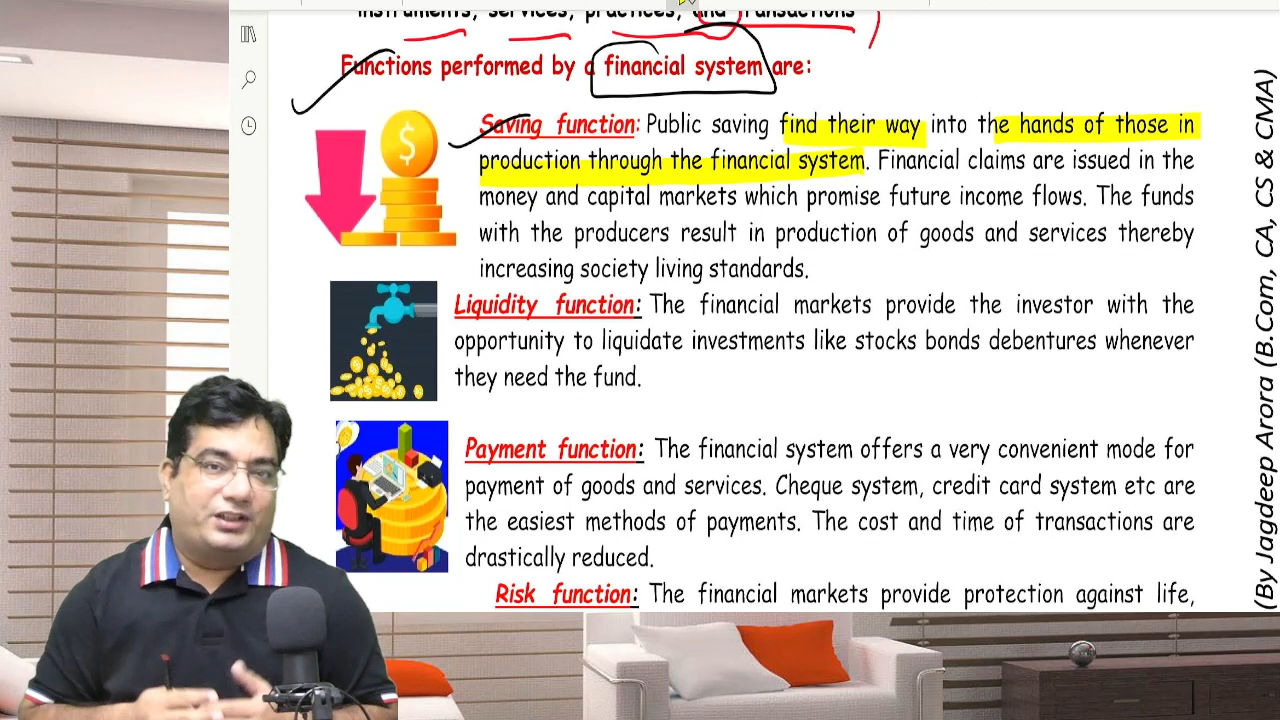 instruments, services, practices, and transactions
Functions performed by a financial system are:
Saving function: Public saving find their way into the hands of those in
production through the financial system. Financial claims are issued in the
money and capital markets which promise future income flows. The funds
with the producers result in production of goods and services thereby
increasing society living standards.
Liquidity function: The financial markets provide the investor with the
opportunity to liquidate investments like stocks bonds debentures whenever
they need the fund.
Payment function: The financial system offers a very convenient mode for
payment of goods and services. Cheque system, credit card system etc are
the easiest methods of payments. The cost and time of transactions are
drastically reduced.
Risk function: The financial markets provide protection against life,
(By Jagdeep Arora (B.Com, CA, CS & CMA)